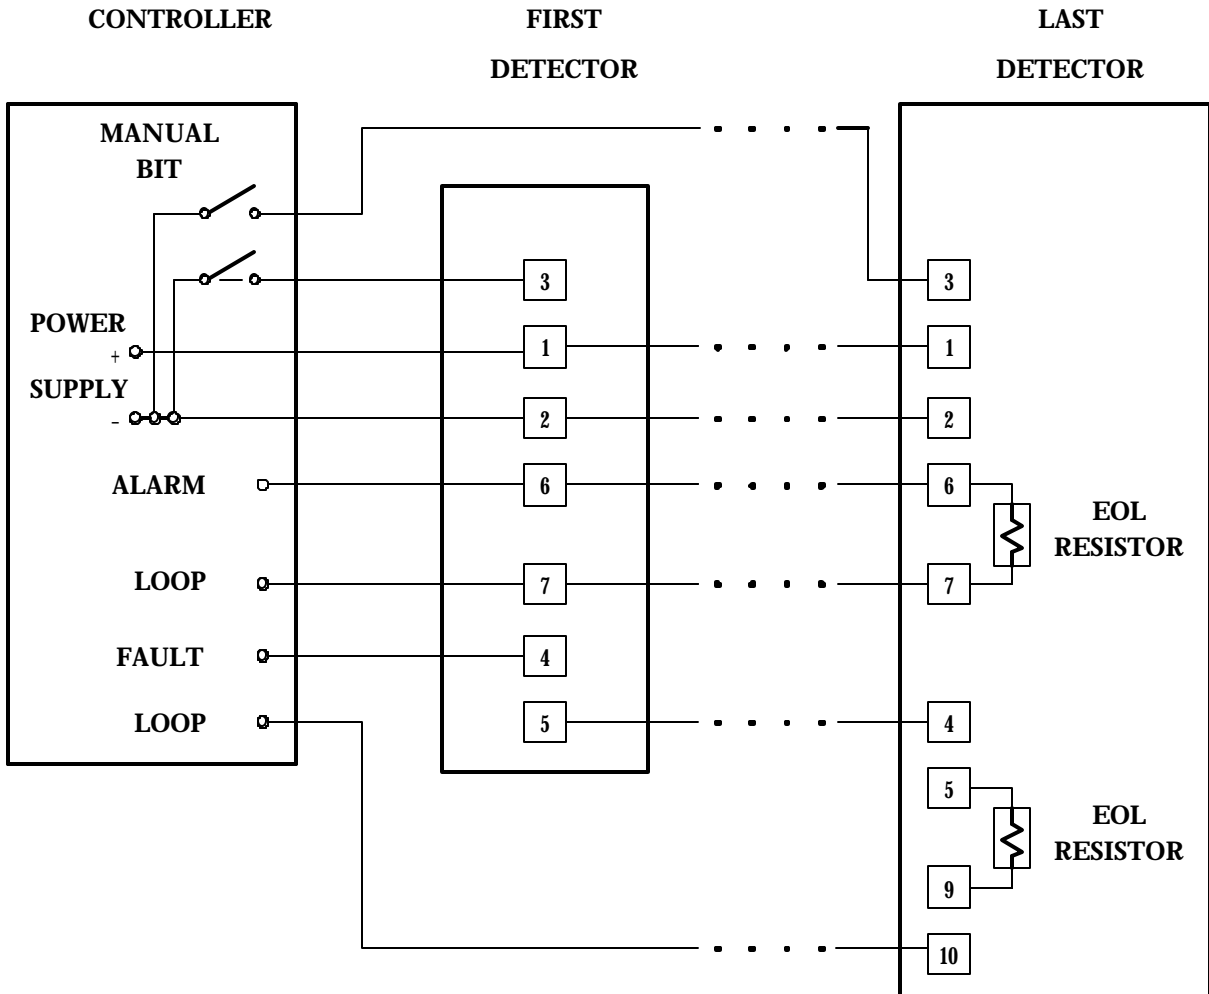 CONTROLLER
FIRST
DETECTOR
LAST
DETECTOR
MANUAL
BIT
POWER
+
SUPPLY
-
ALARM
LOOP
FAULT
LOOP
3
1
2
6
7
4
5
3
1
2
6
7
4
5
9
10
EOL
RESISTOR
EOL
RESISTOR